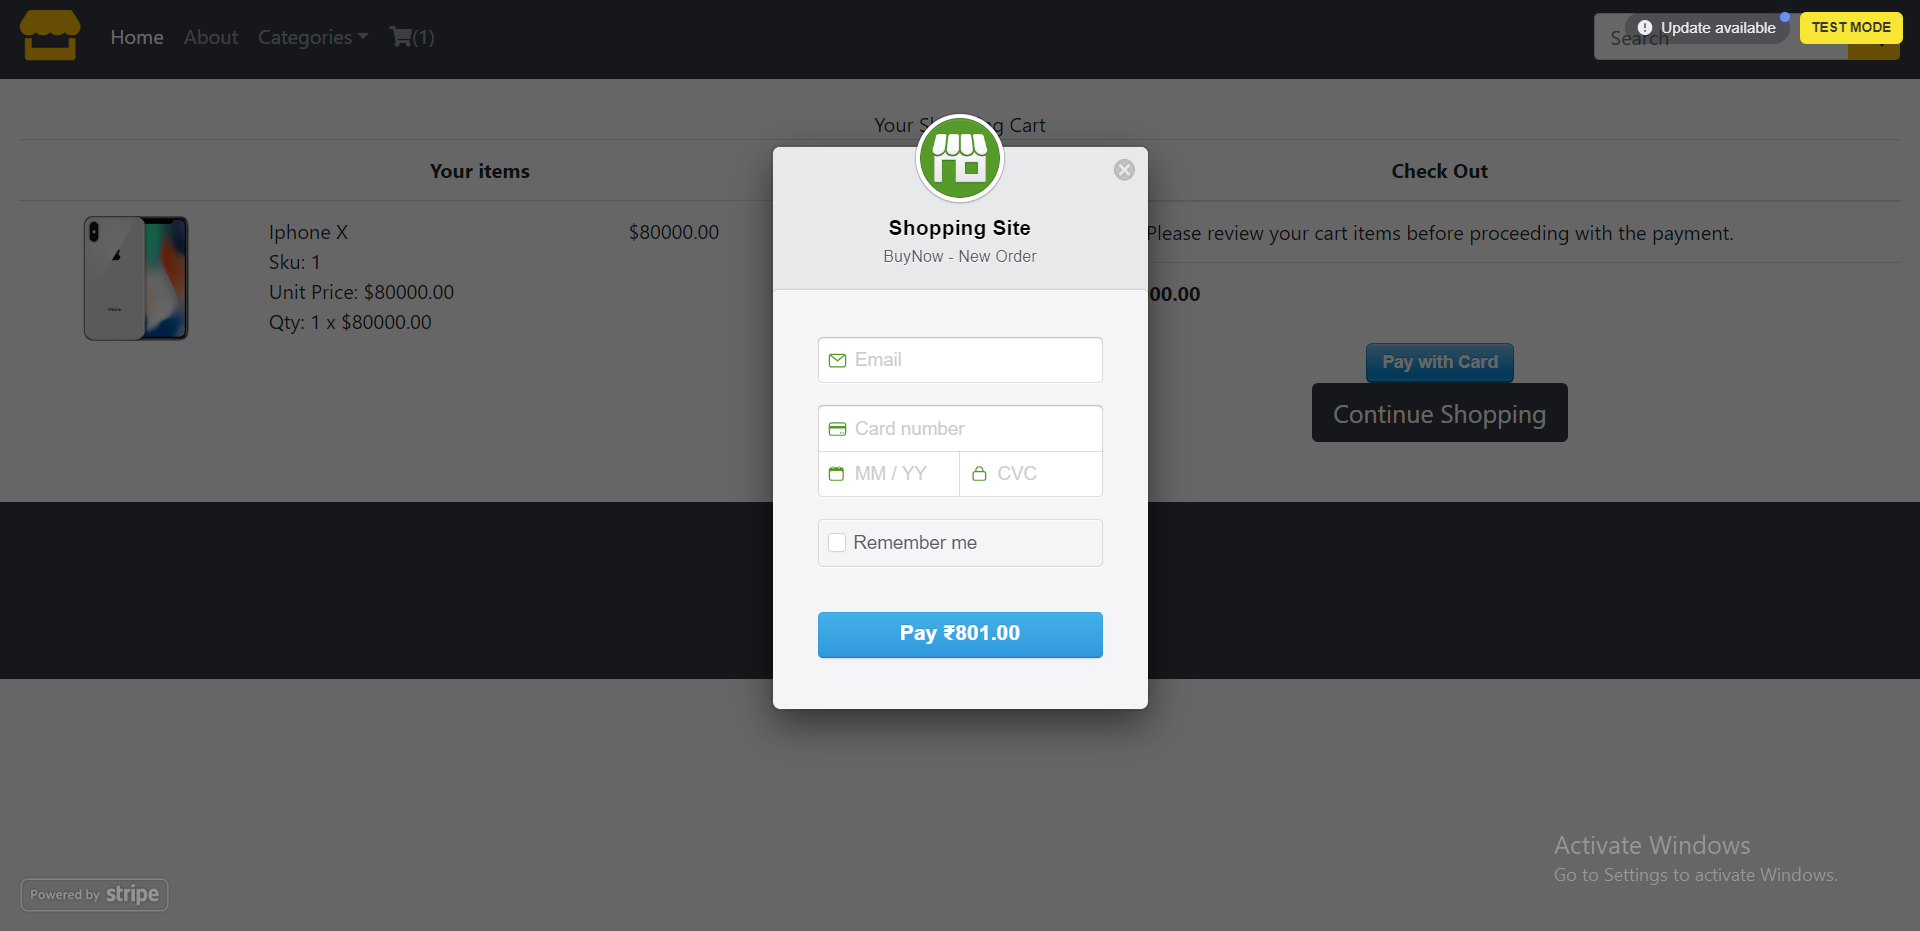 Home About Categories (1)
Search
Update available
TEST MODE
Your Sh g Cart
Your items
Check Out
Iphone X $80000.00
Sku: 1
Unit Price: $80000.00
Qty: 1 x $80000.00
Please review your cart items before proceeding with the payment.
00.00
Pay with Card
Continue Shopping
Shopping Site
BuyNow - New Order
Email
Card number
MM / YY CVC
Remember me
Pay ₹801.00
Activate Windows
Go to Settings to activate Windows.
Powered by stripe